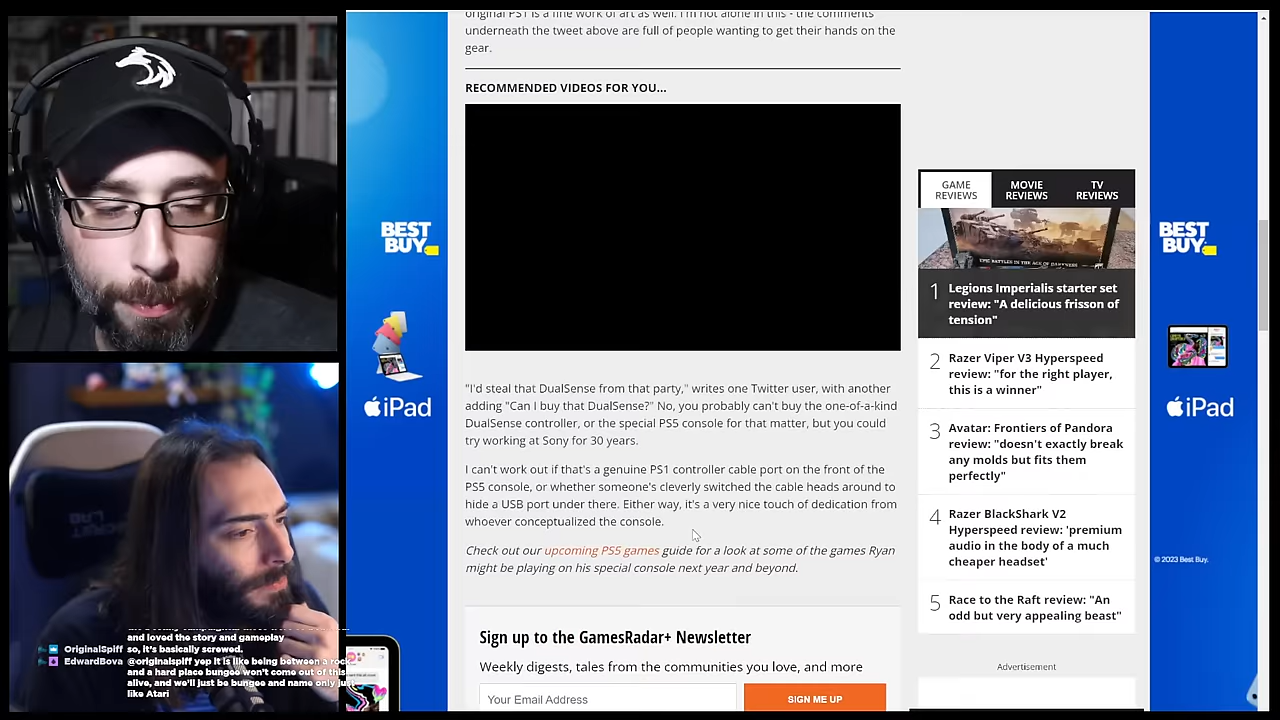 original PS1 is a fine work of art as well. I'm not alone in this - the comments
underneath the tweet above are full of people wanting to get their hands on the
gear.
RECOMMENDED VIDEOS FOR YOU...
"I'd steal that DualSense from that party," writes one Twitter user, with another
adding "Can I buy that DualSense?" No, you probably can't buy the one-of-a-kind
DualSense controller, or the special PS5 console for that matter, but you could
try working at Sony for 30 years.
I can't work out if that's a genuine PS1 controller cable port on the front of the
PS5 console, or whether someone's cleverly switched the cable heads around to
hide a USB port under there. Either way, it's a very nice touch of dedication from
whoever conceptualized the console.
Check out our upcoming PS5 games guide for a look at some of the games Ryan
might be playing on his special console next year and beyond.
Sign up to the GamesRadar+ Newsletter
Weekly digests, tales from the communities you love, and more
Your Email Address
SIGN ME UP
GAME
REVIEWS
MOVIE
REVIEWS
TV
REVIEWS
EPIC BATTLES IN THE AGE OF DARKNESS
1 Legions Imperialis starter set
review: "A delicious frisson of
tension"
2 Razer Viper V3 Hyperspeed
review: "for the right player,
this is a winner"
3 Avatar: Frontiers of Pandora
review: "doesn't exactly break
any molds but fits them
perfectly"
4 Razer BlackShark V2
Hyperspeed review: 'premium
audio in the body of a much
cheaper headset'
5 Race to the Raft review: "An
odd but very appealing beast"
Advertisement
BEST
BUY
iPad
BEST
BUY
iPad
© 2023 Best Buy.
and loved the story and gameplay
OriginalSpiff
so, it's basically screwed.
EdwardBova
@originalspiff yep it is like being between a rock
and a hard place bungee won't come out of this
alive, and we'll just be bungee and name only just
like Atari